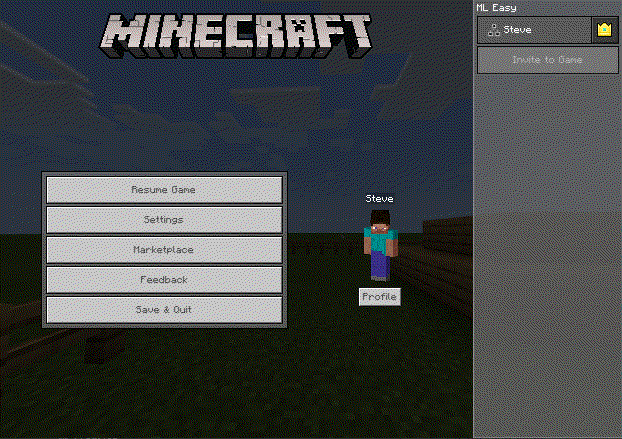 MINECRAFT
ML Easy
Steve
Invite to Game
Resume Game
Settings
Marketplace
Feedback
Save & Quit
Steve
Profile